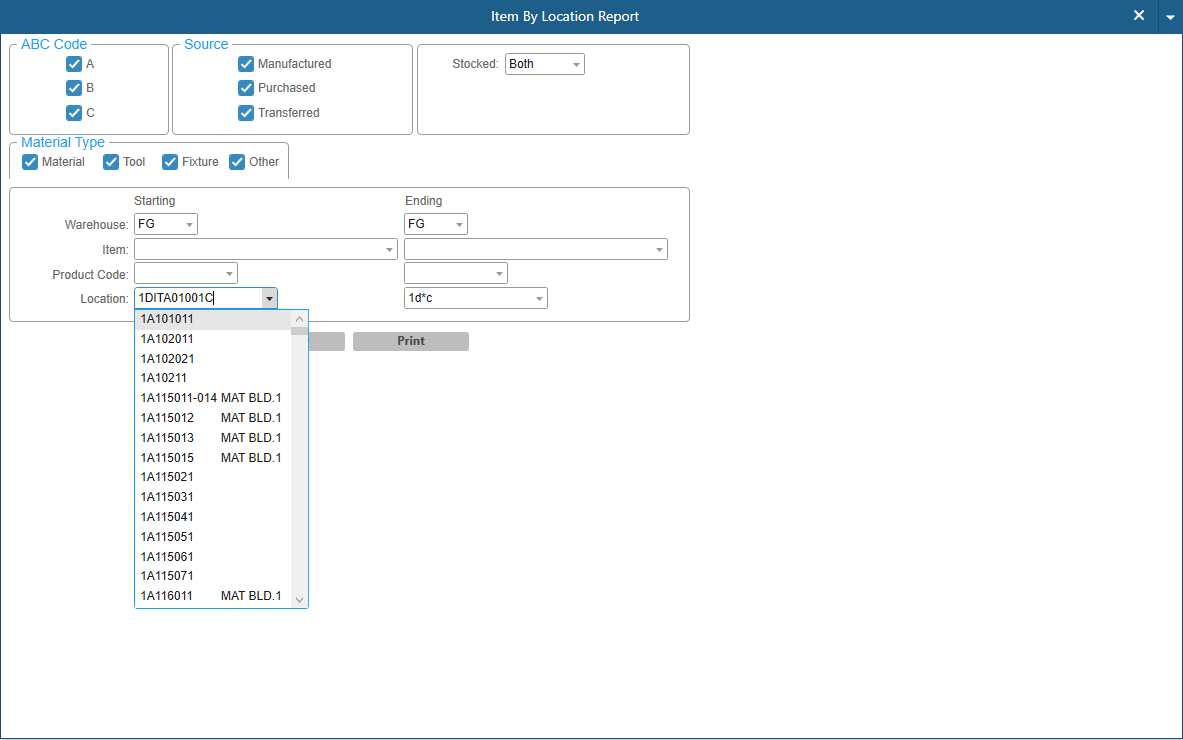 Item By Location Report
ABC Code
A
B
C
Source
Manufactured
Purchased
Transferred
Stocked: Both
Material Type
Material Tool Fixture Other
Starting Ending
Warehouse: FG FG
Item:
Product Code:
Location: 1DITA01001C 1d*c
Print
1A101011
1A102011
1A102021
1A10211
1A115011-014 MAT BLD.1
1A115012 MAT BLD.1
1A115013 MAT BLD.1
1A115015 MAT BLD.1
1A115021
1A115031
1A115041
1A115051
1A115061
1A115071
1A116011 MAT BLD.1